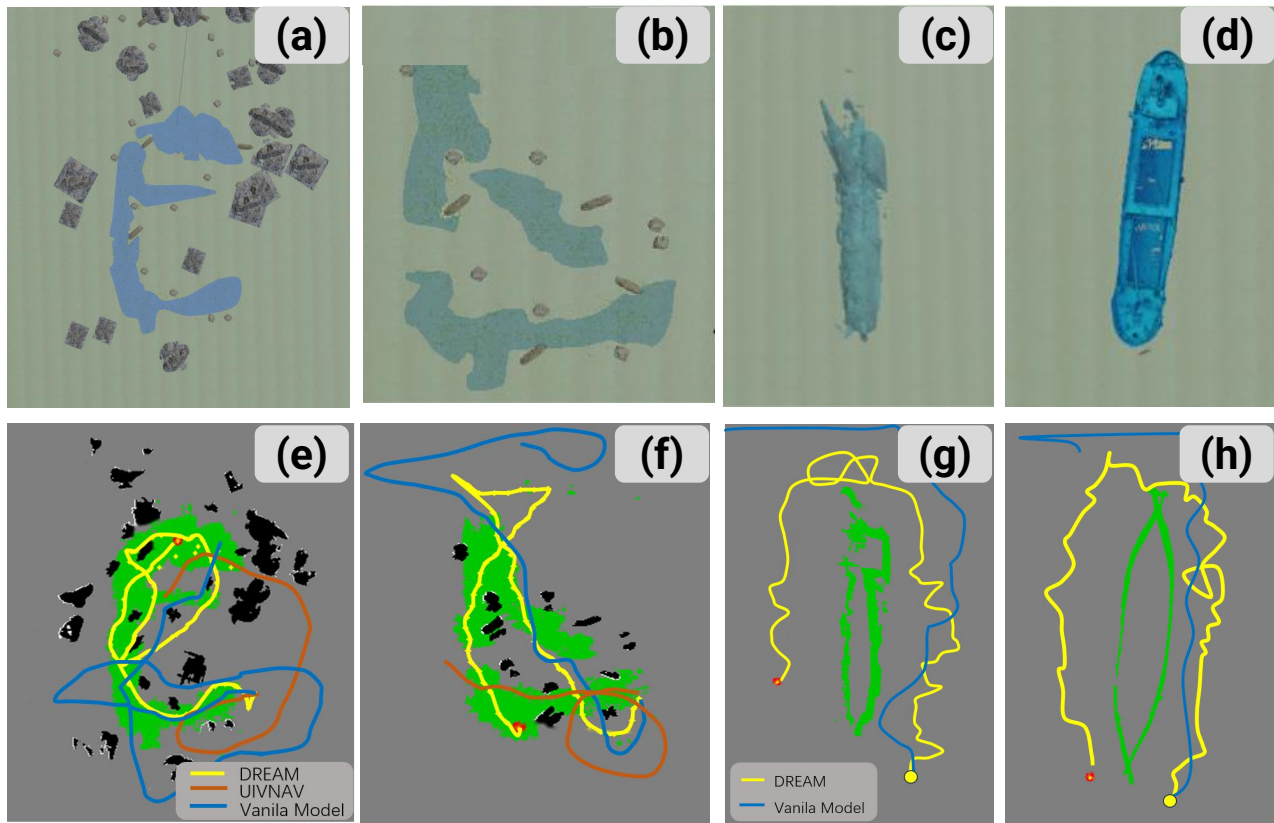 (a)
(b)
(c)
(d)
(e)
(f)
(g)
(h)
DREAM
UIVNAV
Vanila Model
DREAM
Vanila Model